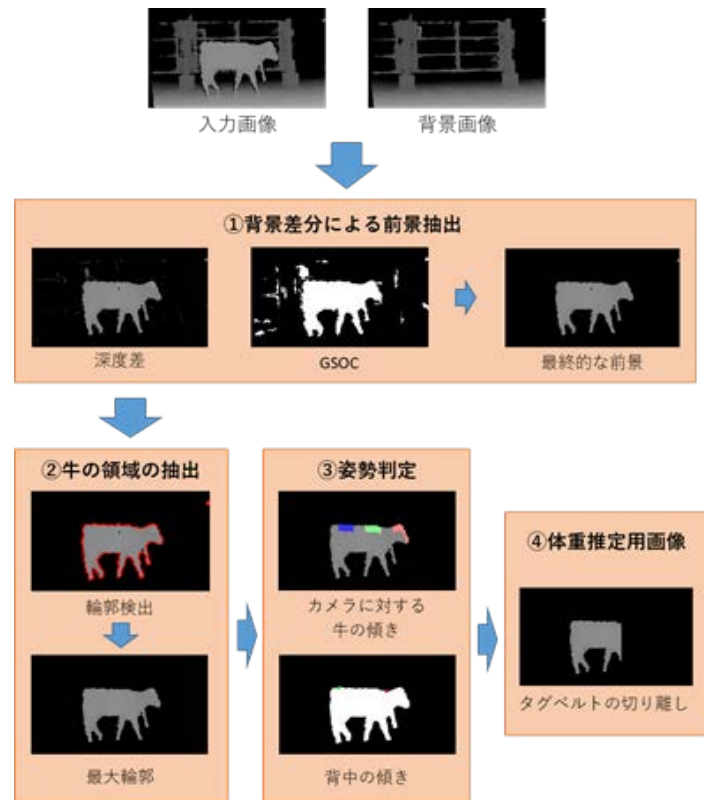 入力画像
背景画像
①背景差分による前景抽出
深度差
GSOC
最終的な前景
②牛の領域の抽出
輪郭検出
最大輪郭
③姿勢判定
カメラに対する
牛の傾き
背中の傾き
④体重推定用画像
タグベルトの切り離し